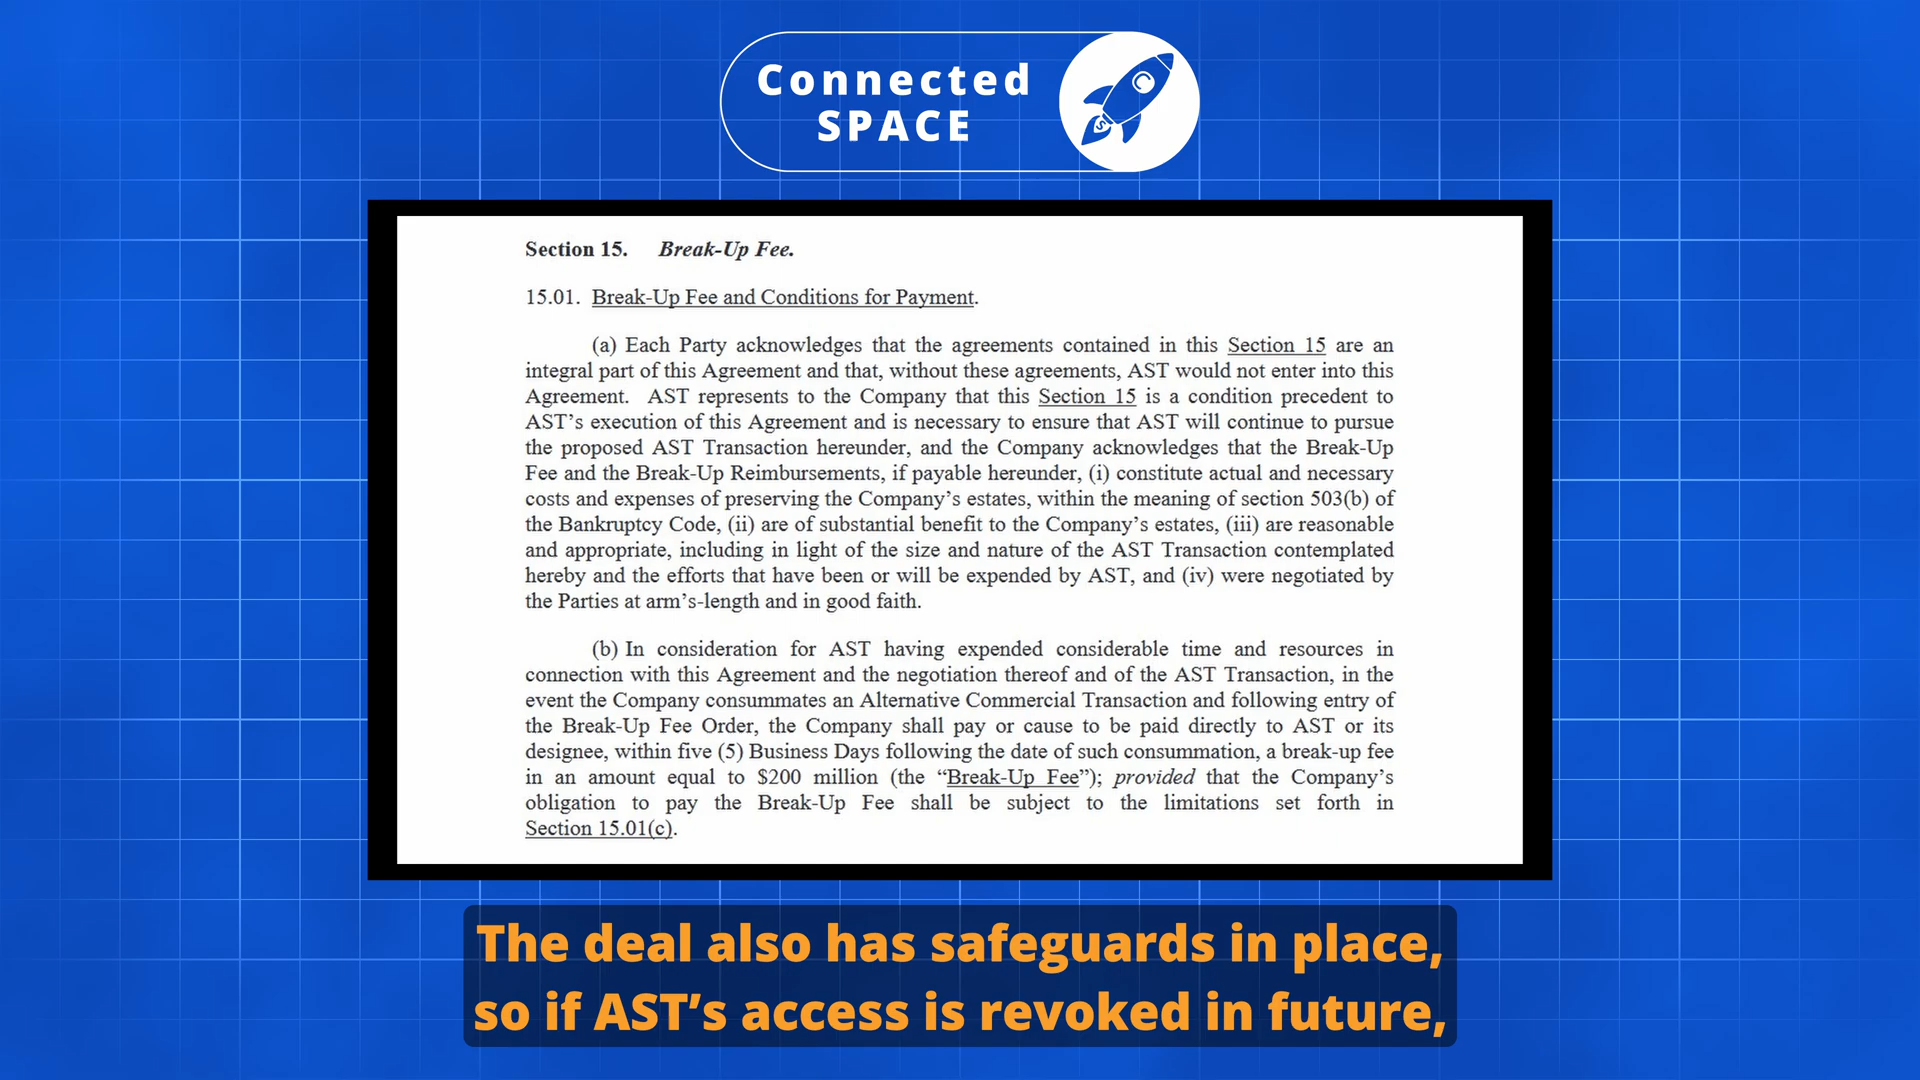 Connected
SPACE
Section 15. Break-Up Fee.
15.01. Break-Up Fee and Conditions for Payment.
(a) Each Party acknowledges that the agreements contained in this Section 15 are an
integral part of this Agreement and that, without these agreements, AST would not enter into this
Agreement. AST represents to the Company that this Section 15 is a condition precedent to
AST’s execution of this Agreement and is necessary to ensure that AST will continue to pursue
the proposed AST Transaction hereunder, and the Company acknowledges that the Break-Up
Fee and the Break-Up Reimbursements, if payable hereunder, (i) constitute actual and necessary
costs and expenses of preserving the Company’s estates, within the meaning of section 503(b) of
the Bankruptcy Code, (ii) are of substantial benefit to the Company’s estates, (iii) are reasonable
and appropriate, including in light of the size and nature of the AST Transaction contemplated
hereby and the efforts that have been or will be expended by AST, and (iv) were negotiated by
the Parties at arm’s-length and in good faith.
(b) In consideration for AST having expended considerable time and resources in
connection with this Agreement and the negotiation thereof and of the AST Transaction, in the
event the Company consummates an Alternative Commercial Transaction and following entry of
the Break-Up Fee Order, the Company shall pay or cause to be paid directly to AST or its
designee, within five (5) Business Days following the date of such consummation, a break-up fee
in an amount equal to $200 million (the “Break-Up Fee”); provided that the Company’s
obligation to pay the Break-Up Fee shall be subject to the limitations set forth in
Section 15.01(c).
The deal also has safeguards in place,
so if AST’s access is revoked in future,